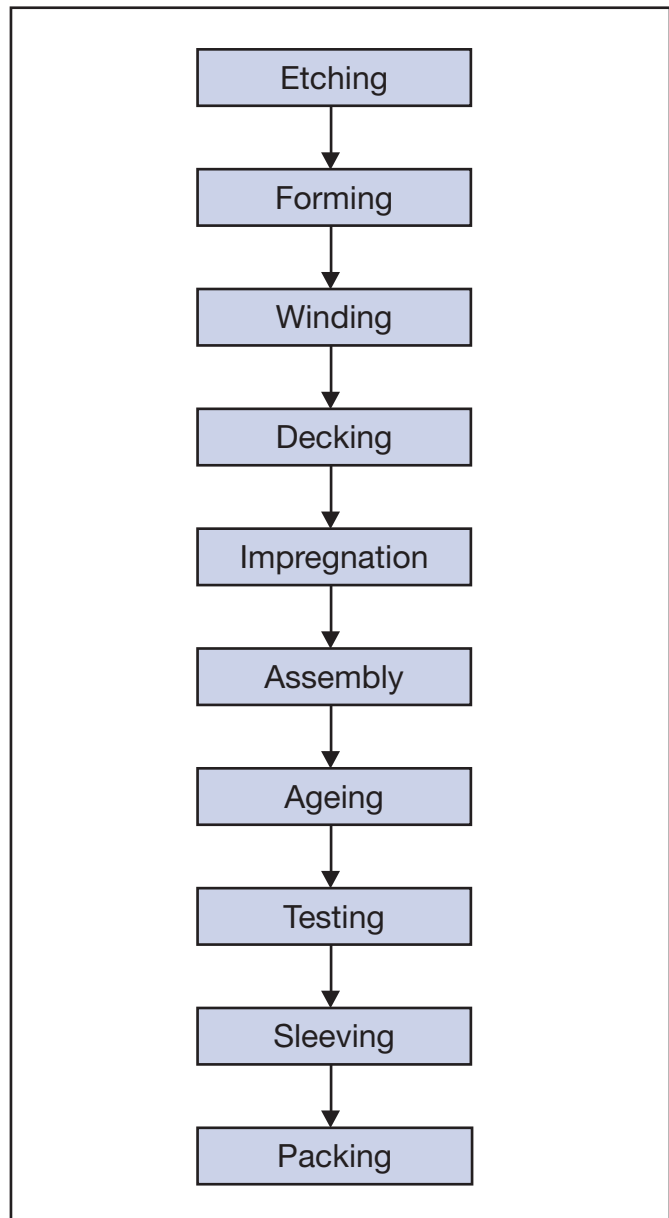 Etching
Forming
Winding
Decking
Impregnation
Assembly
Ageing
Testing
Sleeving
Packing